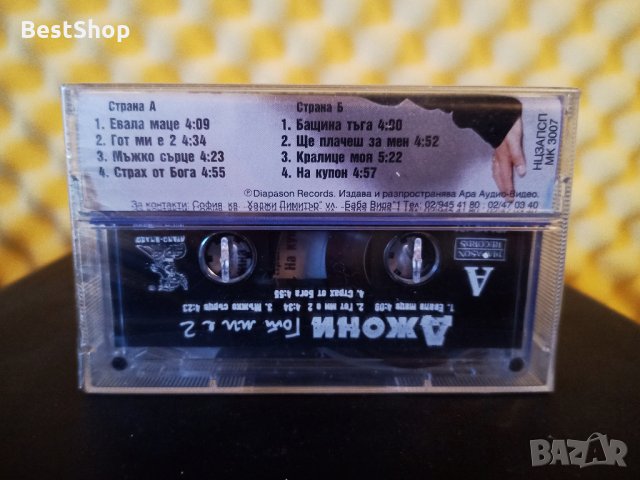 BestShop
Страна А
1. Евала маце 4:09
2. Гот ми е 2 4:34
3. Мъжко сърце 4:23
4. Страх от Бога 4:55
Страна Б
1. Бащина тъга 4:30
2. Ще плачеш за мен 4:52
3. Кралице моя 5:22
4. На купон 4:57
НЦЗАПСП
МК 3007
℗ Diapason Records. Издава и разпространява Ара Аудио-Видео.
За контакти: София кв. "Хаджи Димитър" ул. "Баба Вида" 1 Тел. 02/945 41 80 , 02/47 09 40
DIAPASON
RECORDS
A
1. Евала маце 4:09 2. Гот ми е 2 4:34 3. Мъжко сърце 4:23
4. Страх от Бога 4:55
ДЖОНИ Гот ми е 2
BAZAR